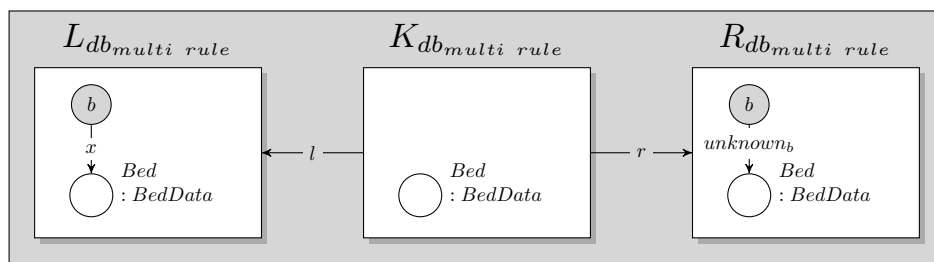 L_{db_{multi rule}} K_{db_{multi rule}} R_{db_{multi rule}}
b b
x l r unknown_b
Bed Bed Bed
: BedData : BedData : BedData